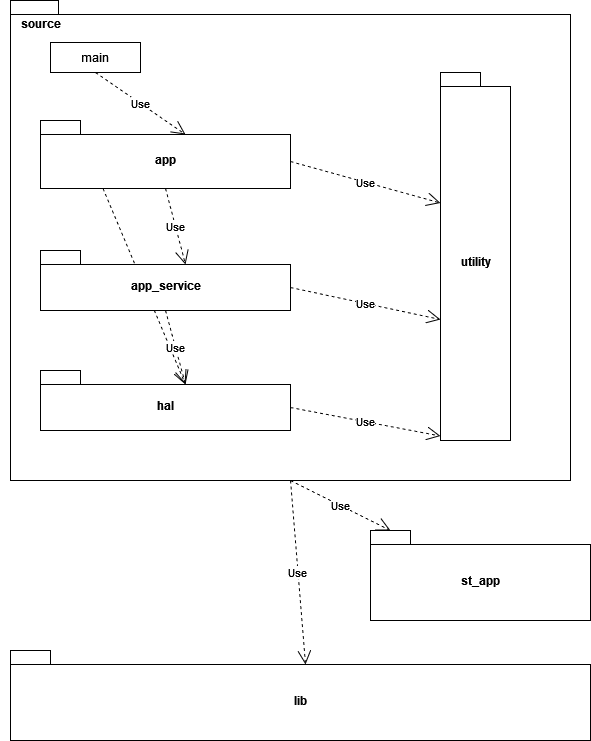 source
main
Use
app
Use
Use
utility
app_service
Use
Use
hal
Use
Use
st_app
Use
lib